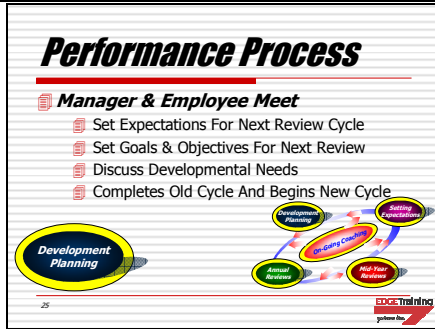 Performance Process
Manager & Employee Meet
Set Expectations For Next Review Cycle
Set Goals & Objectives For Next Review
Discuss Developmental Needs
Completes Old Cycle And Begins New Cycle
Development
Planning
Setting
Expectations
On-Going Coaching
Annual
Reviews
Mid-Year
Reviews
Development
Planning
25
EDGETraining